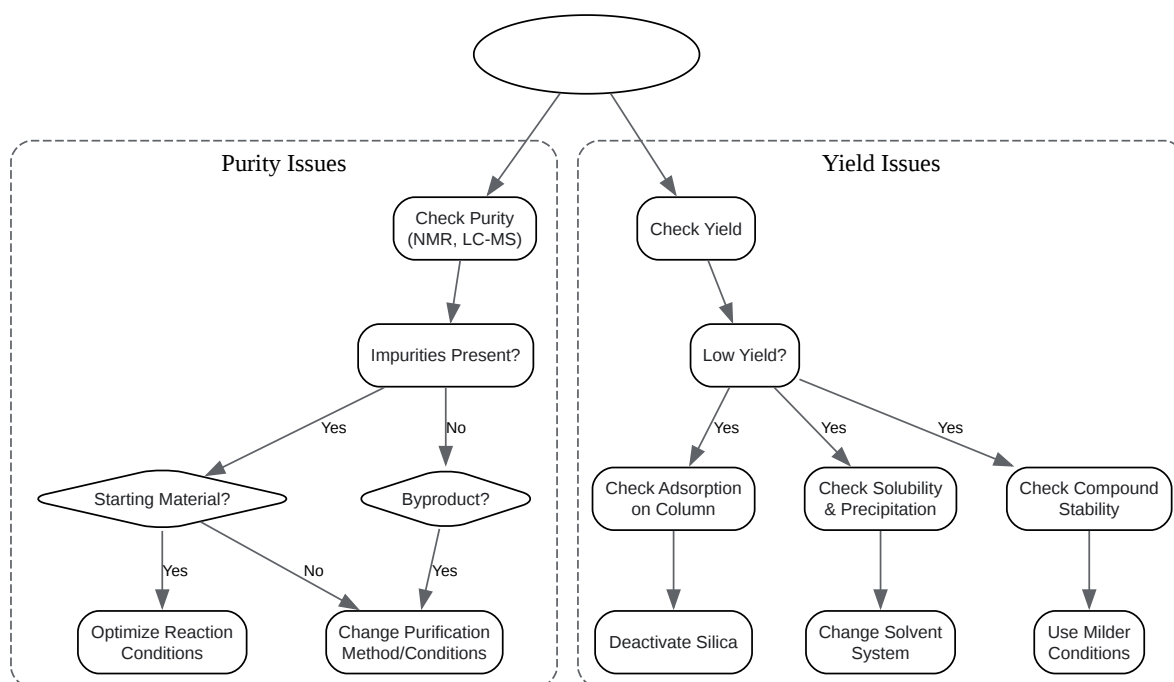 Purity Issues
Yield Issues
Check Purity
(NMR, LC-MS)
Check Yield
Impurities Present?
Low Yield?
Yes
No
Yes
Yes
Yes
Starting Material?
Byproduct?
Check Adsorption
on Column
Check Solubility
& Precipitation
Check Compound
Stability
Yes
No
Yes
Optimize Reaction
Conditions
Change Purification
Method/Conditions
Deactivate Silica
Change Solvent
System
Use Milder
Conditions